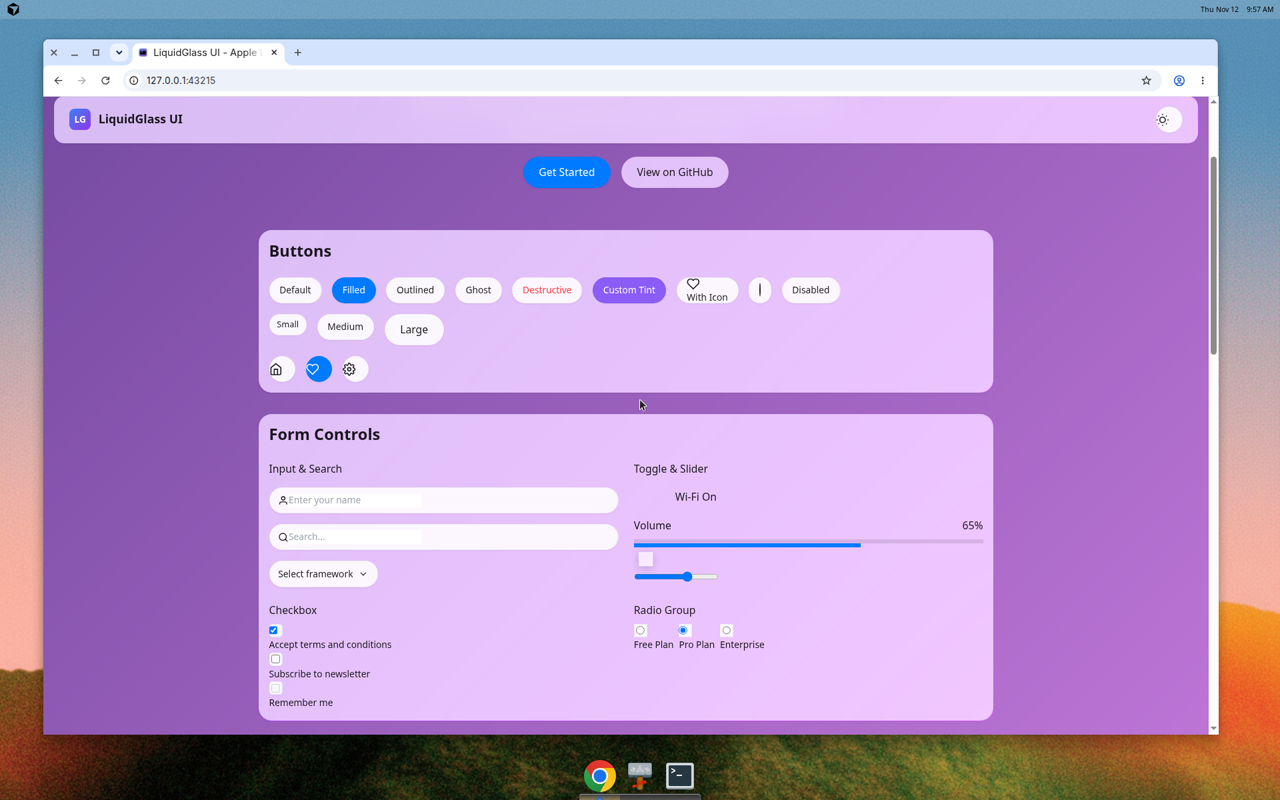 Thu Nov 12 9:57 AM
LiquidGlass UI - Apple
127.0.0.1:43215
LG LiquidGlass UI
Get Started View on GitHub
Buttons
Default Filled Outlined Ghost Destructive Custom Tint With Icon Disabled
Small Medium Large
Form Controls
Input & Search
Enter your name
Search...
Select framework
Toggle & Slider
Wi-Fi On
Volume 65%
Checkbox
Accept terms and conditions
Subscribe to newsletter
Remember me
Radio Group
Free Plan Pro Plan Enterprise